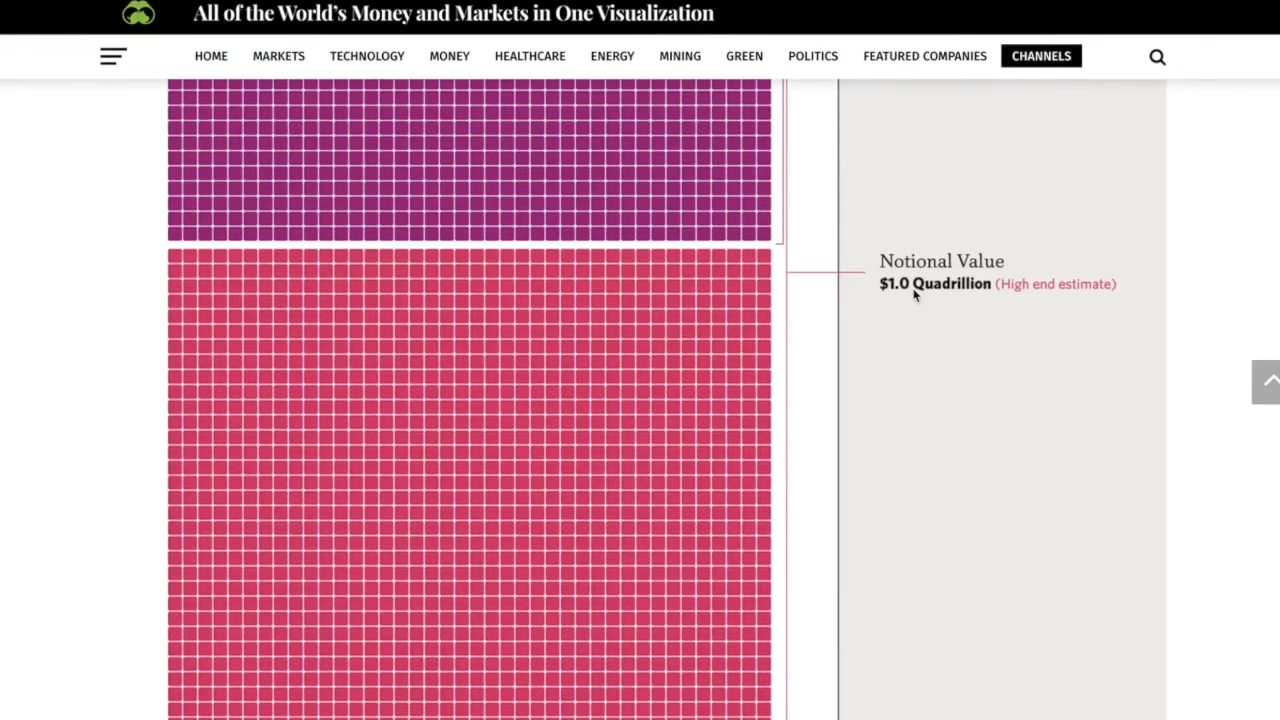 All of the World's Money and Markets in One Visualization
HOME MARKETS TECHNOLOGY MONEY HEALTHCARE ENERGY MINING GREEN POLITICS FEATURED COMPANIES CHANNELS
Notional Value
$1.0 Quadrillion (High end estimate)